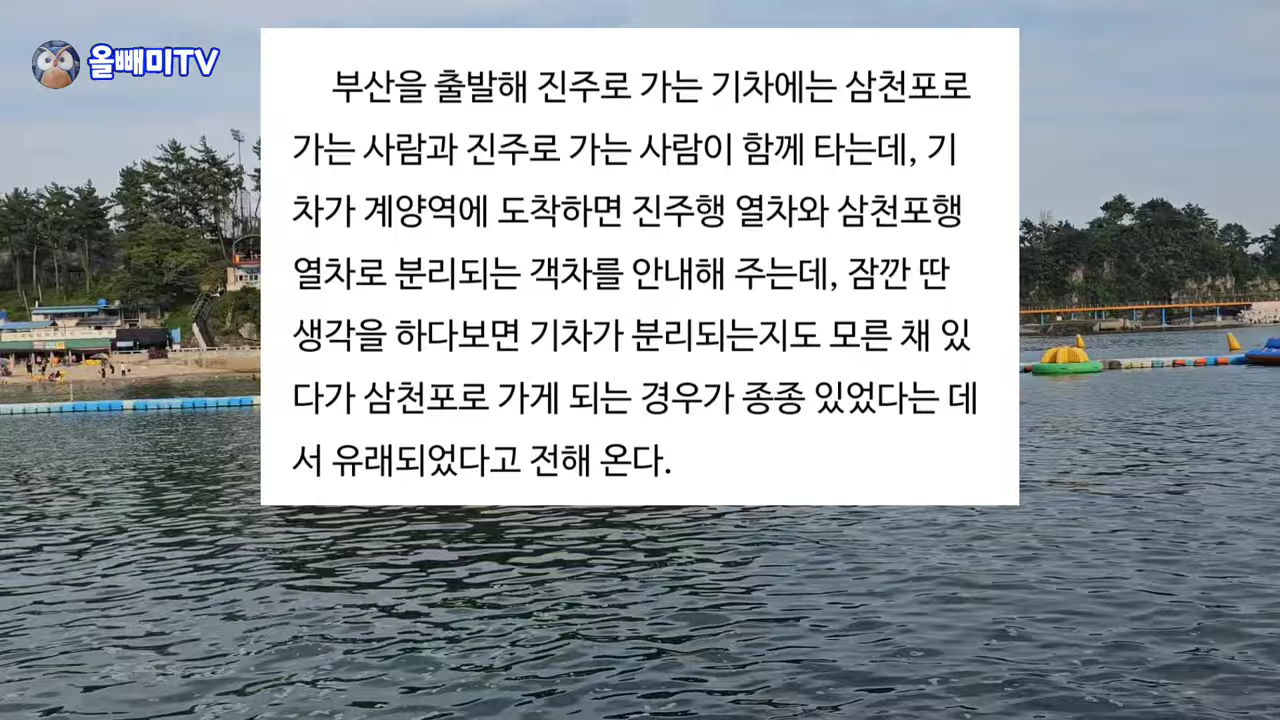 올빼미TV
부산을 출발해 진주로 가는 기차에는 삼천포로
가는 사람과 진주로 가는 사람이 함께 타는데, 기
차가 계양역에 도착하면 진주행 열차와 삼천포행
열차로 분리되는 객차를 안내해 주는데, 잠깐 딴
생각을 하다보면 기차가 분리되는지도 모른 채 있
다가 삼천포로 가게 되는 경우가 종종 있었다는 데
서 유래되었다고 전해 온다.